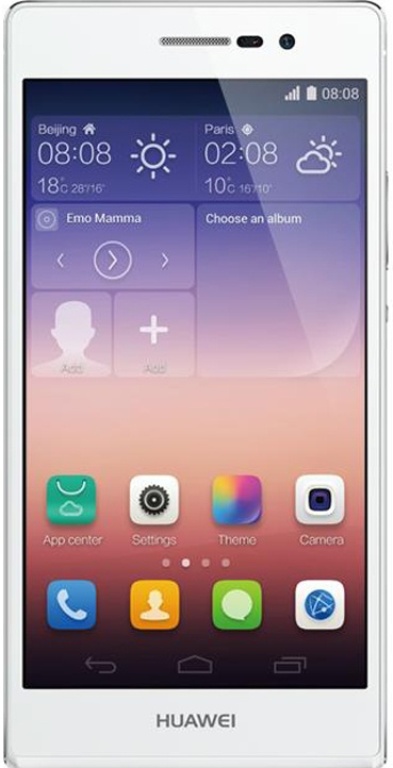 08:08
Beijing
Paris
08:08
02:08
18°C 28°/16°
10°C 16°/10°
Emo Mamma
Choose an album
Add
Add
App center
Settings
Theme
Camera
HUAWEI